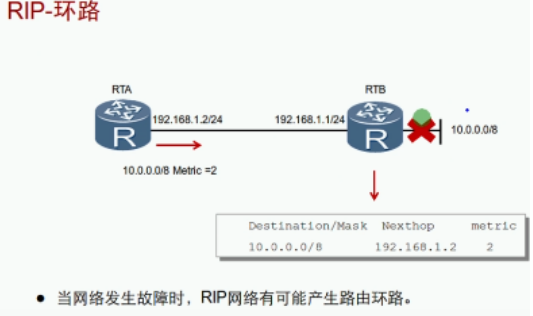 RIP-环路
RTA
RTB
192.168.1.2/24
192.168.1.1/24
10.0.0.0/8
R
R
10.0.0.0/8 Metric =2
Destination/Mask Nexthop metric
10.0.0.0/8 192.168.1.2 2
● 当网络发生故障时，RIP网络有可能产生路由环路。